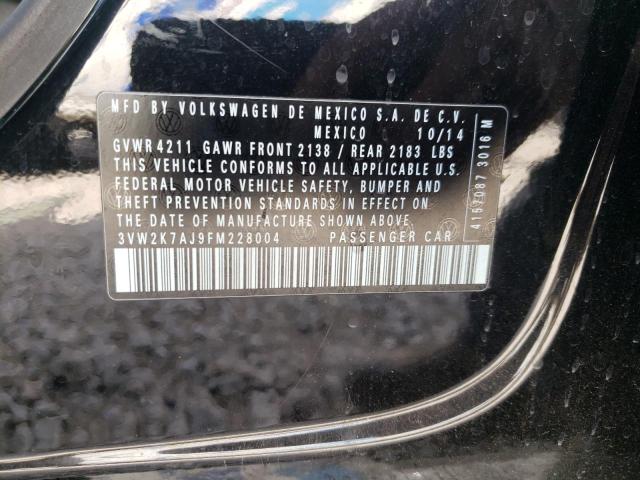 MFD BY VOLKSWAGEN DE MEXICO S.A. DE C.V.
MEXICO 10/14
GVWR 4211 GAWR FRONT 2138 / REAR 2183 LBS
THIS VEHICLE CONFORMS TO ALL APPLICABLE U.S.
FEDERAL MOTOR VEHICLE SAFETY, BUMPER AND
THEFT PREVENTION STANDARDS IN EFFECT ON
THE DATE OF MANUFACTURE SHOWN ABOVE.
3VW2K7AJ9FM228004 PASSENGER CAR
4157087 3016 M